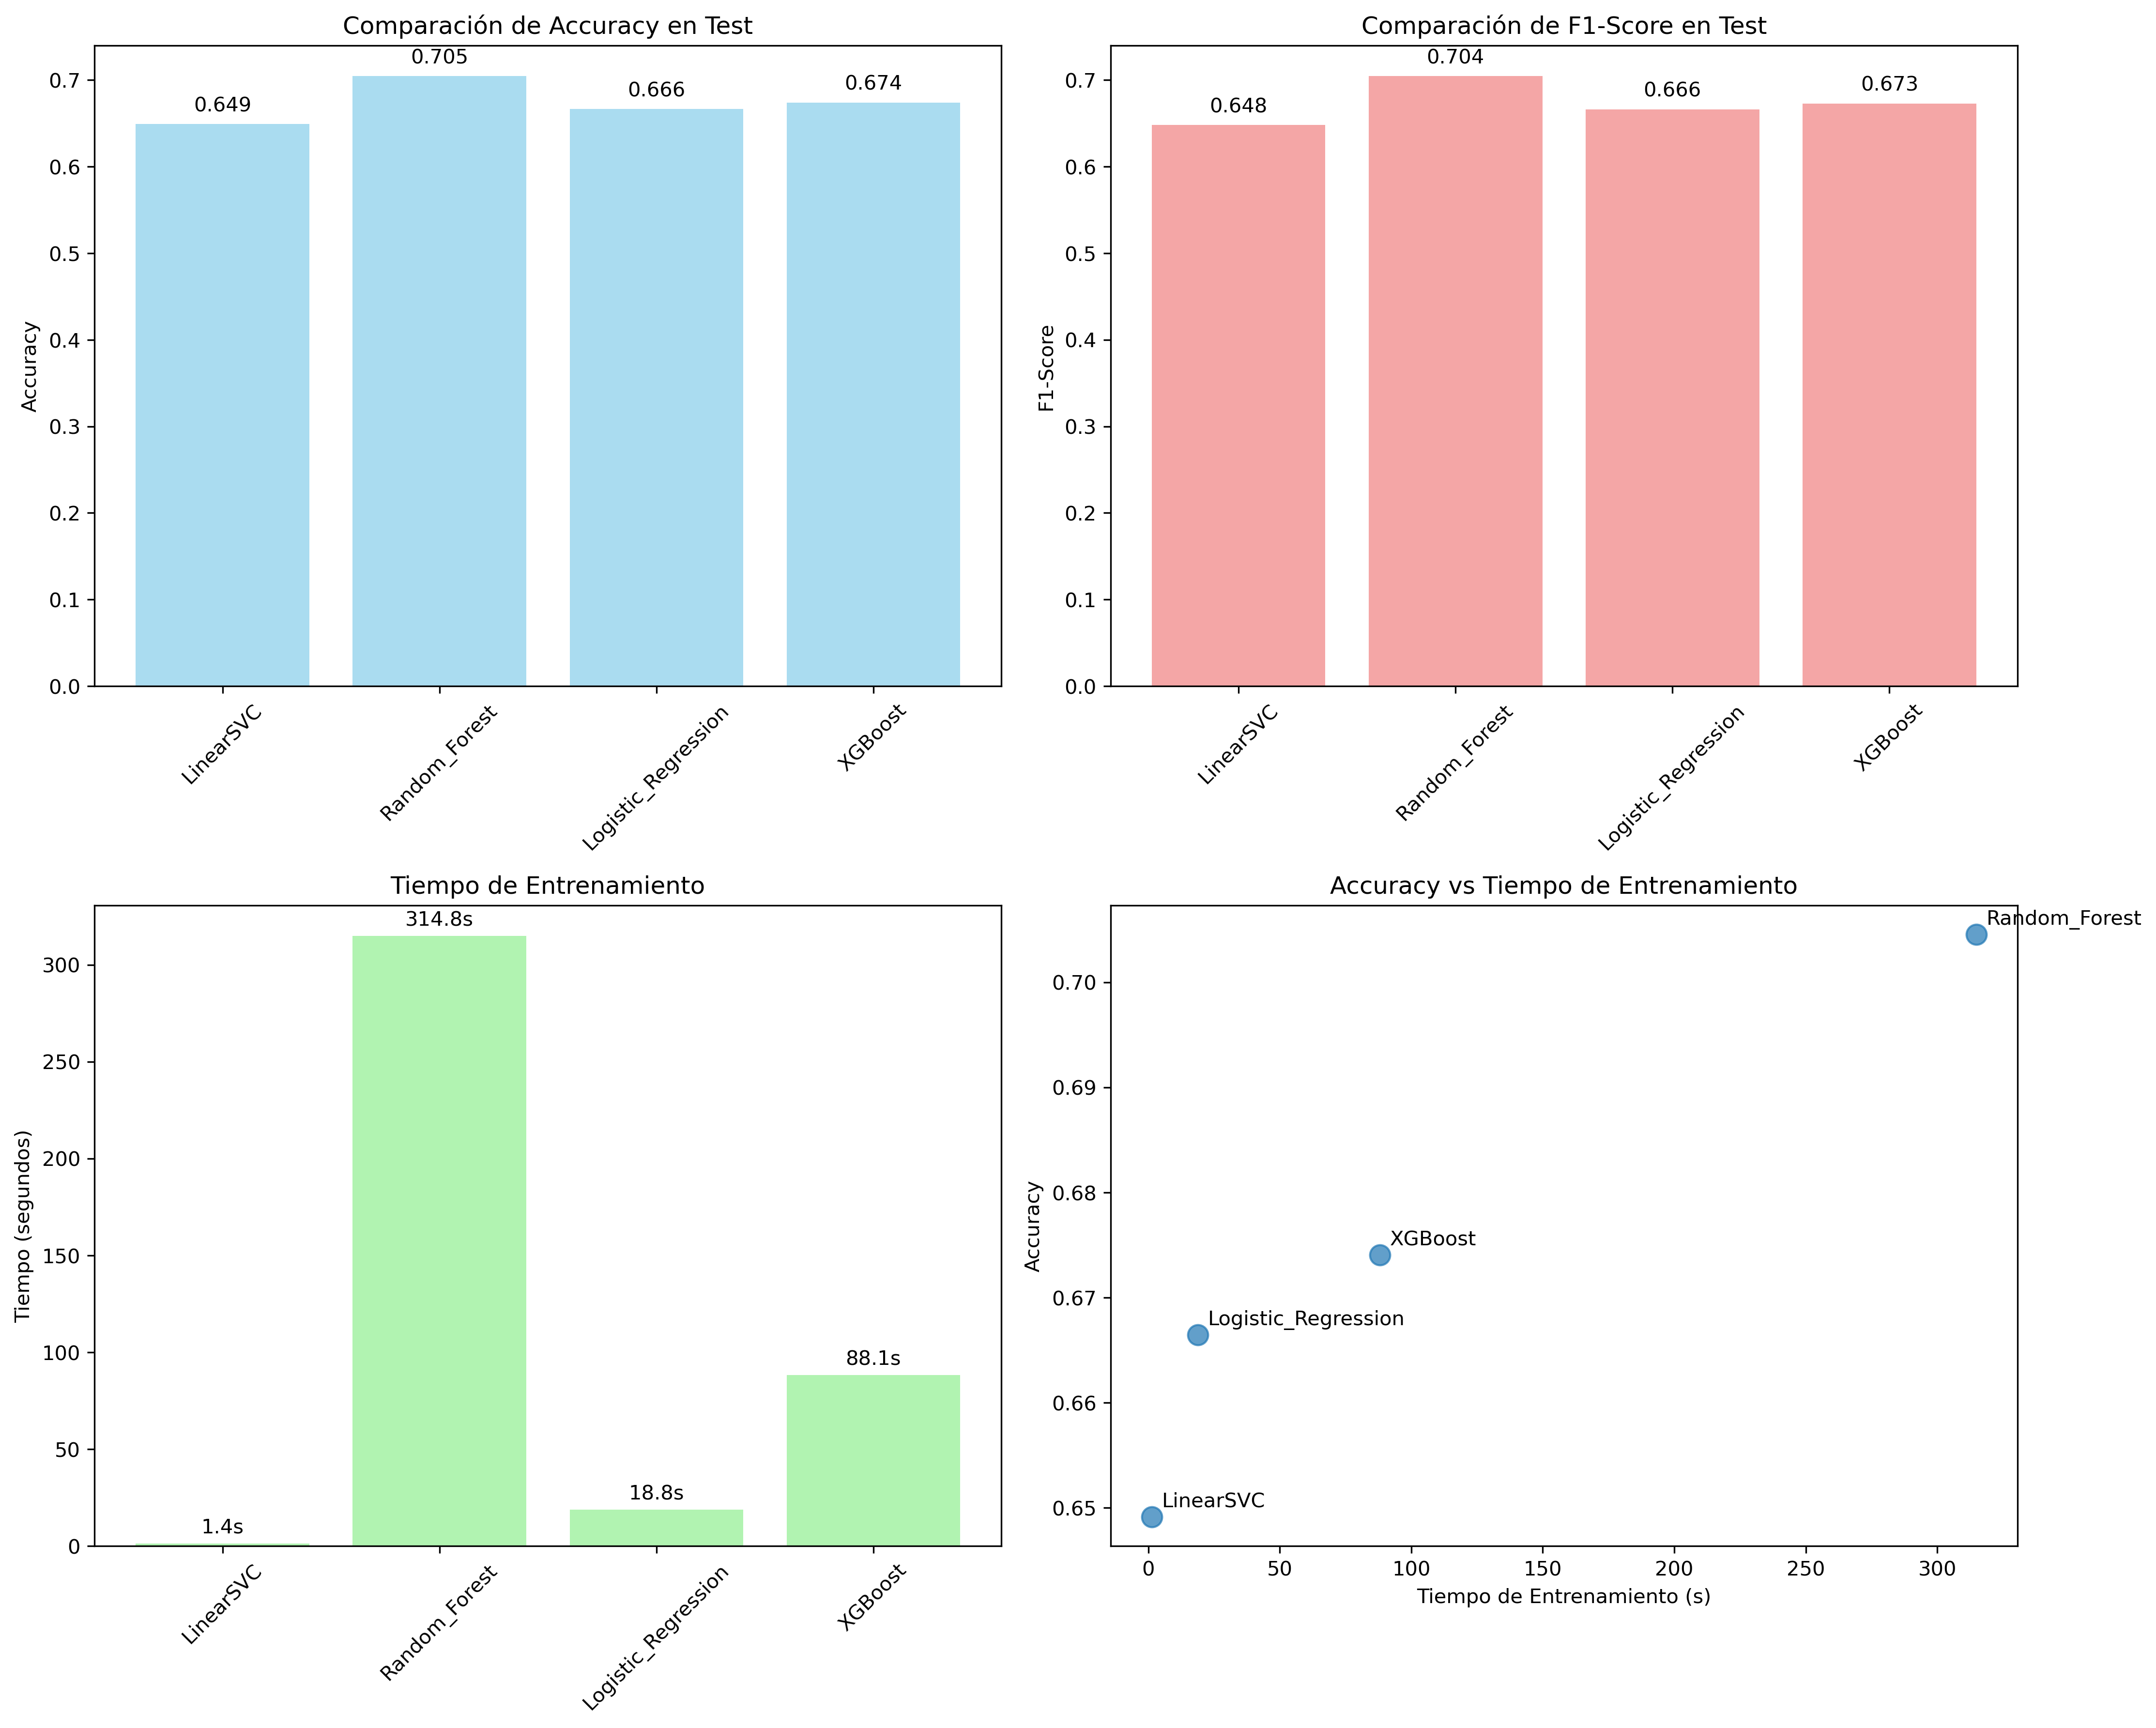 Comparación de Accuracy en Test
Accuracy
0.7
0.6
0.5
0.4
0.3
0.2
0.1
0.0
0.649
0.705
0.666
0.674
LinearSVC
Random_Forest
Logistic_Regression
XGBoost
Comparación de F1-Score en Test
F1-Score
0.7
0.6
0.5
0.4
0.3
0.2
0.1
0.0
0.648
0.704
0.666
0.673
LinearSVC
Random_Forest
Logistic_Regression
XGBoost
Tiempo de Entrenamiento
Tiempo (segundos)
300
250
200
150
100
50
0
1.4s
314.8s
18.8s
88.1s
LinearSVC
Random_Forest
Logistic_Regression
XGBoost
Accuracy vs Tiempo de Entrenamiento
Accuracy
0.70
0.69
0.68
0.67
0.66
0.65
Random_Forest
XGBoost
Logistic_Regression
LinearSVC
0
50
100
150
200
250
300
Tiempo de Entrenamiento (s)